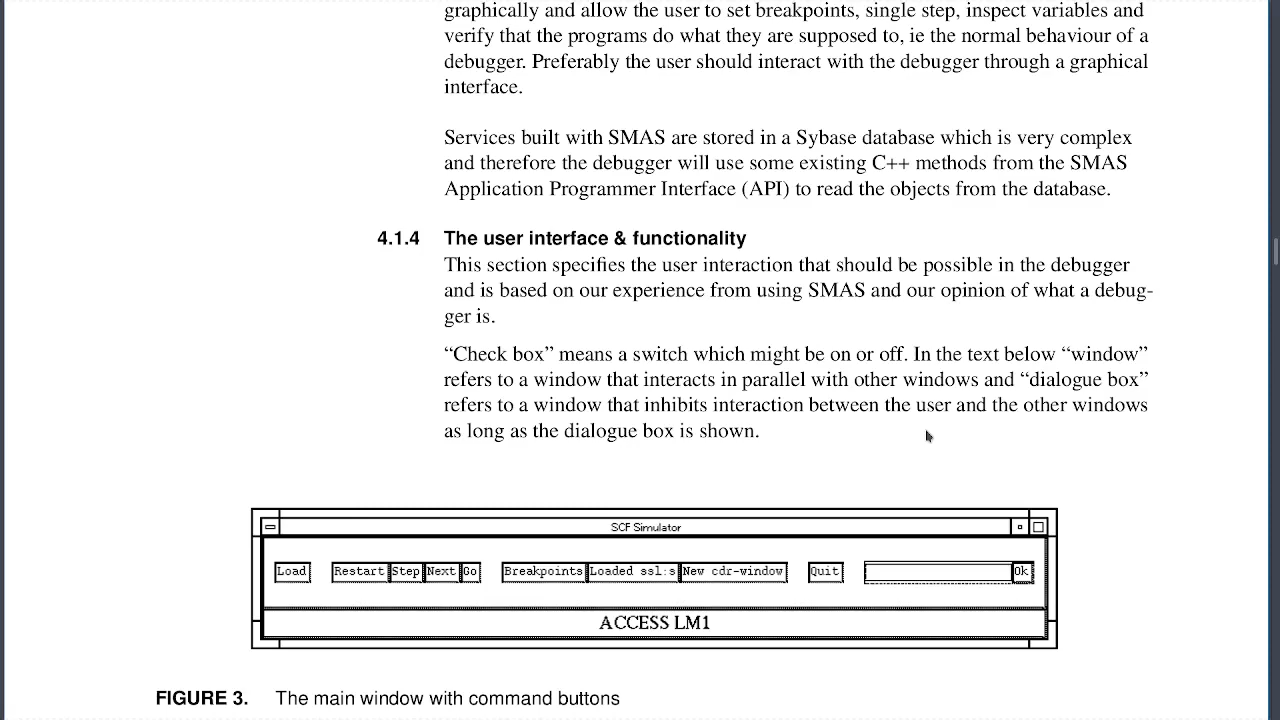 graphically and allow the user to set breakpoints, single step, inspect variables and
verify that the programs do what they are supposed to, ie the normal behaviour of a
debugger. Preferably the user should interact with the debugger through a graphical
interface.
Services built with SMAS are stored in a Sybase database which is very complex
and therefore the debugger will use some existing C++ methods from the SMAS
Application Programmer Interface (API) to read the objects from the database.
4.1.4 The user interface & functionality
This section specifies the user interaction that should be possible in the debugger
and is based on our experience from using SMAS and our opinion of what a debug-
ger is.
“Check box” means a switch which might be on or off. In the text below “window”
refers to a window that interacts in parallel with other windows and “dialogue box”
refers to a window that inhibits interaction between the user and the other windows
as long as the dialogue box is shown.
SCF Simulator
Load Restart Step Next Go Breakpoints Loaded ssl:s New cdr-window Quit Ok
ACCESS LM1
FIGURE 3. The main window with command buttons